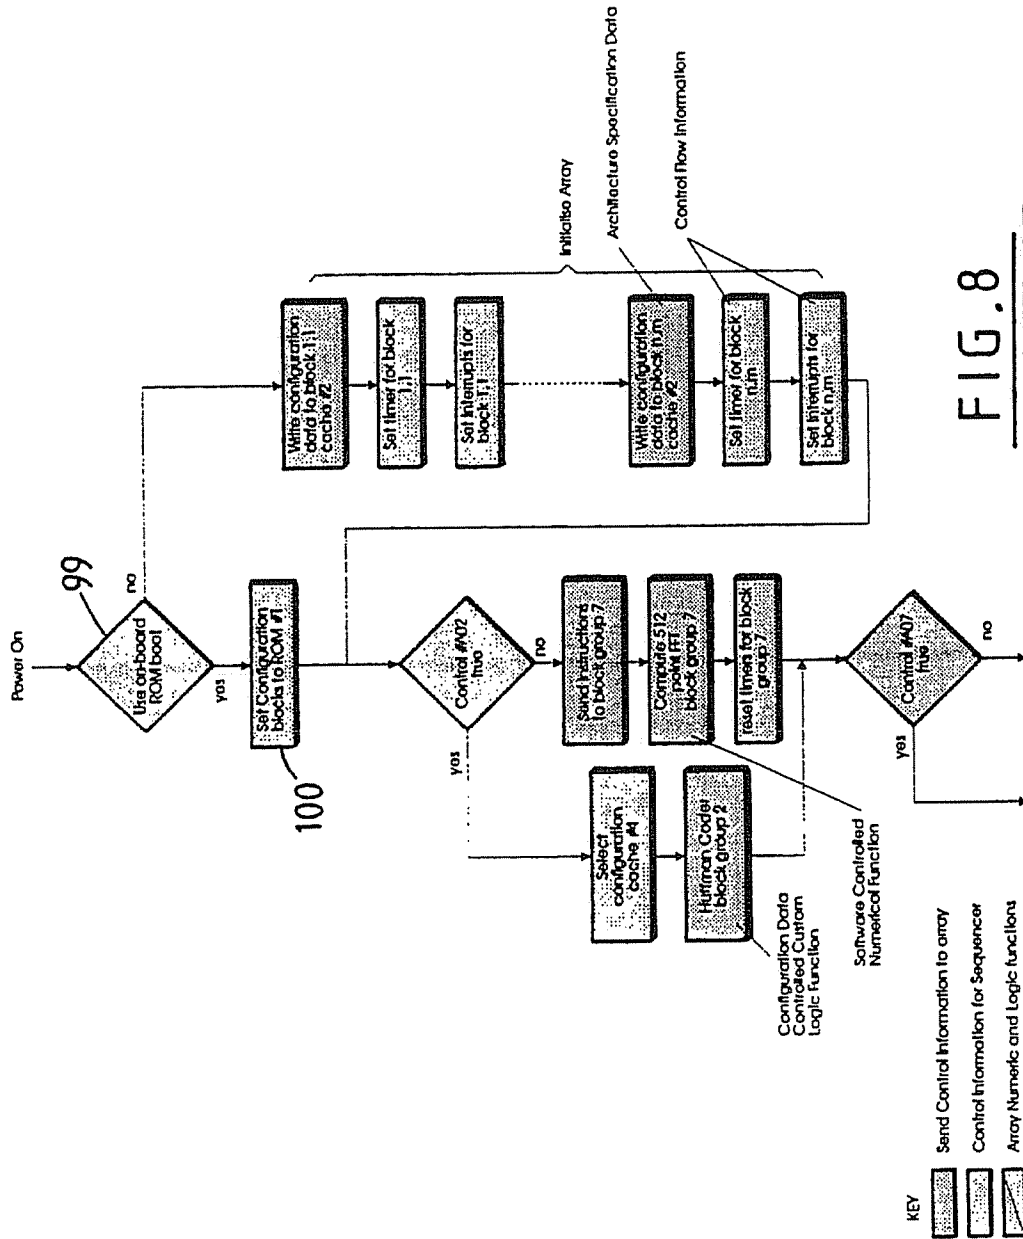 Power On
Use on-board
ROM boot
99
no
yes
Set Configuration
blocks to ROM #1
100
Write configuration
data to block 1,1
cache #2
Set timer for block
1,1
Set Interrupts for
block 1,1
Write configuration
data to block n,m
cache #2
Set timer for block
n,m
Set Interrupts for
block n,m
Initialise Array
Architecture Specification Data
Control Flow Information
Control #A02
true
yes
no
Select
configuration
cache #4
Huffman Coder
block group 2
Configuration Data
Controlled Custom
Logic Function
Send Instructions
to block group 7
Compute 512
point FFT
block group 7
reset timers for block
group 7
Software Controlled
Numerical Function
Control #A07
true
yes
no
KEY
Send Control Information to array
Control Information for Sequencer
Array Numeric and Logic functions
FIG.8